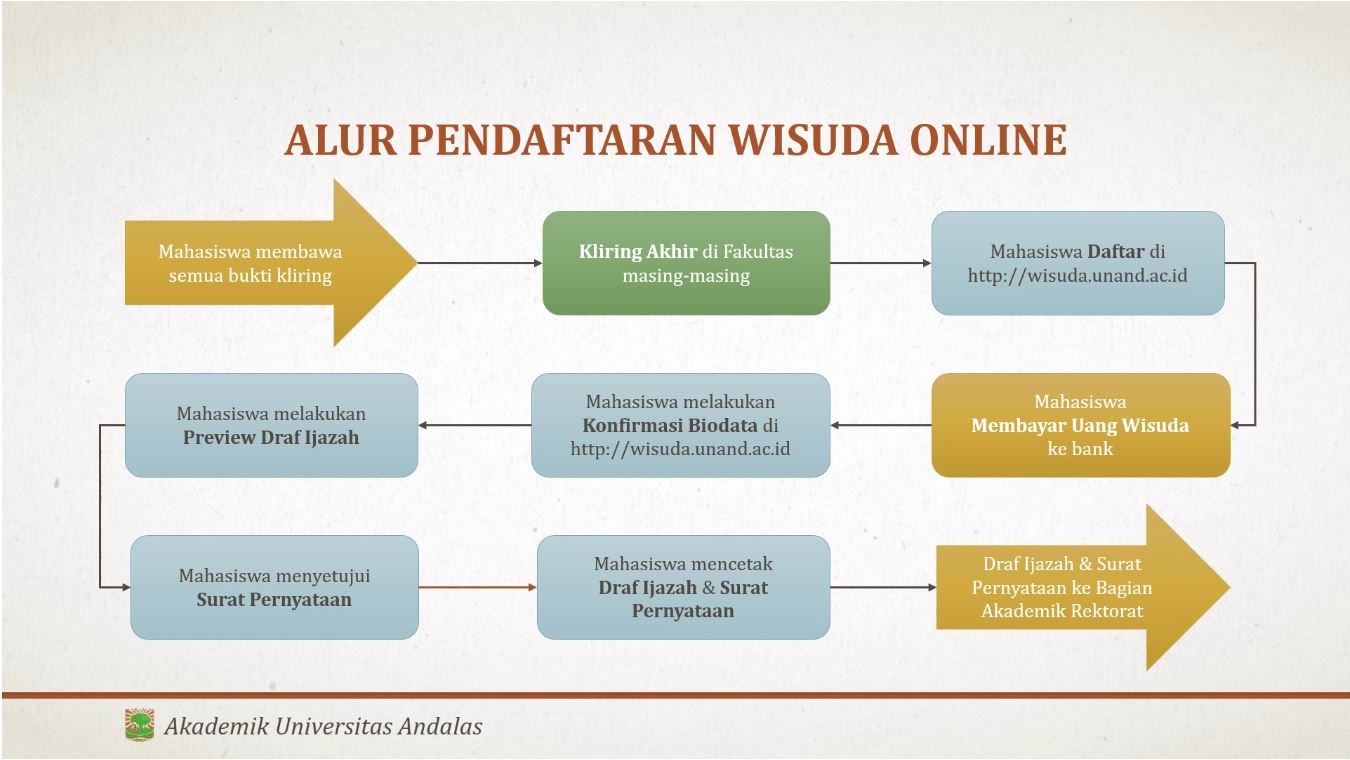 ALUR PENDAFTARAN WISUDA ONLINE
Mahasiswa membawa
semua bukti kliring
Kliring Akhir di Fakultas
masing-masing
Mahasiswa Daftar di
http://wisuda.unand.ac.id
Mahasiswa
Membayar Uang Wisuda
ke bank
Mahasiswa melakukan
Konfirmasi Biodata di
http://wisuda.unand.ac.id
Mahasiswa melakukan
Preview Draf Ijazah
Mahasiswa menyetujui
Surat Pernyataan
Mahasiswa mencetak
Draf Ijazah & Surat
Pernyataan
Draf Ijazah & Surat
Pernyataan ke Bagian
Akademik Rektorat
Akademik Universitas Andalas